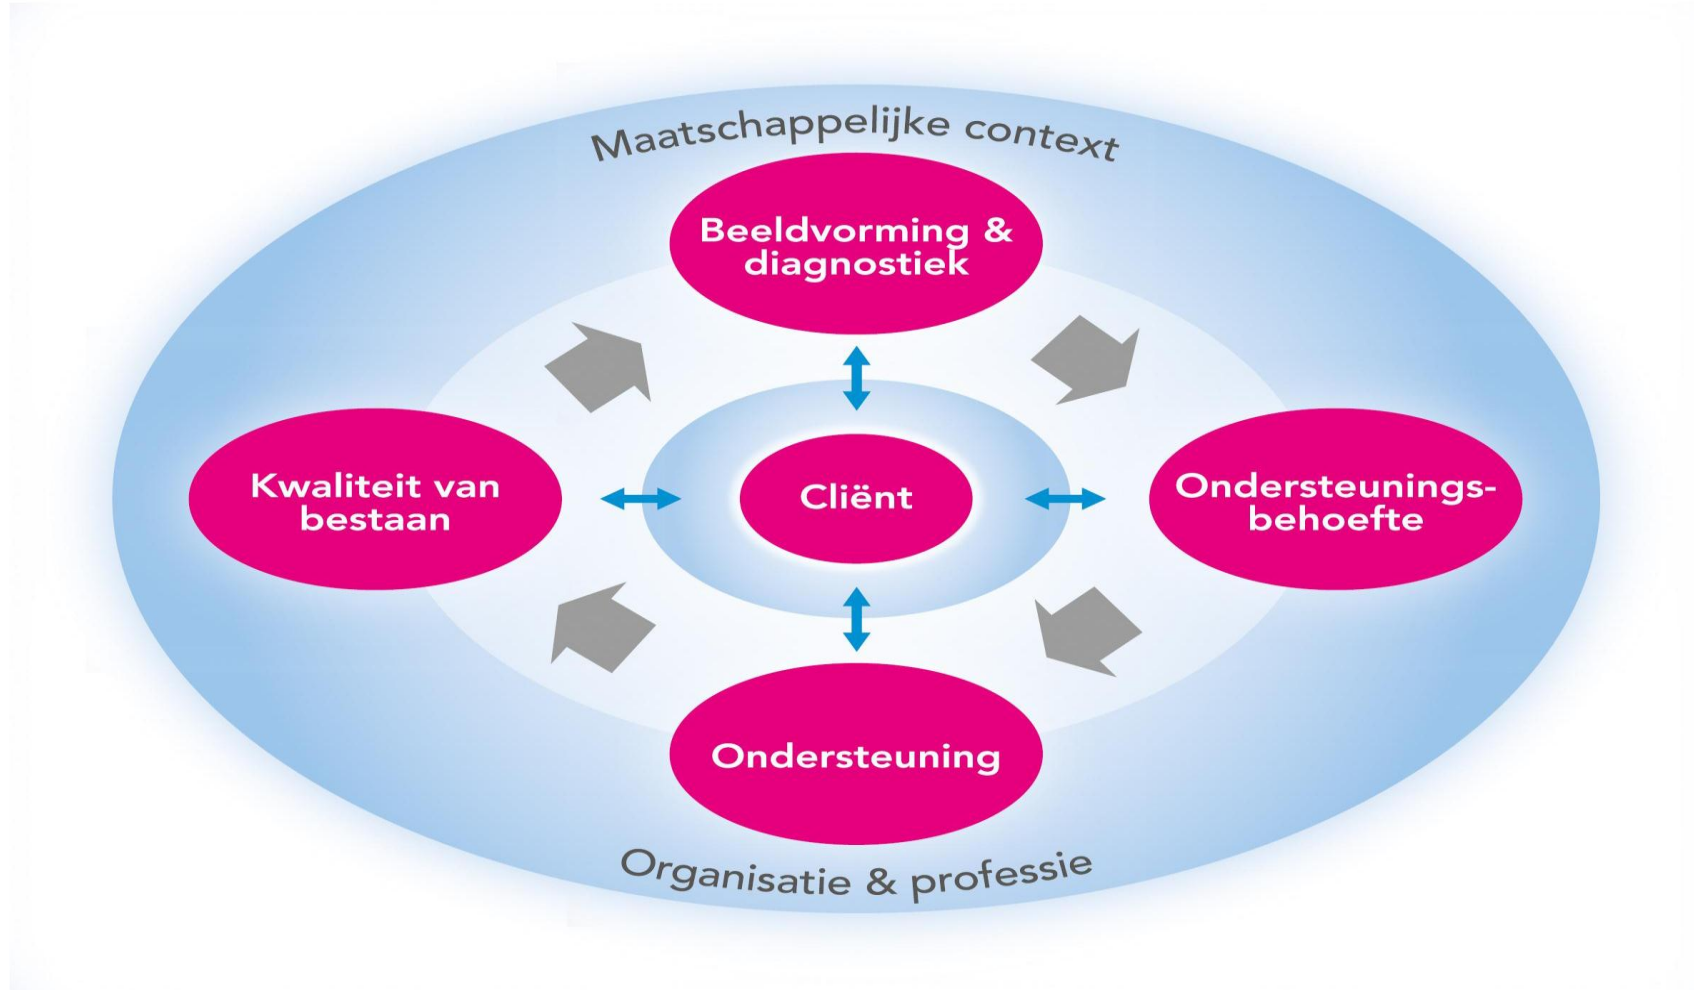 Maatschappelijke context
Beeldvorming &
diagnostiek
Kwaliteit van
bestaan
Cliënt
Ondersteunings-
behoefte
Ondersteuning
Organisatie & professie